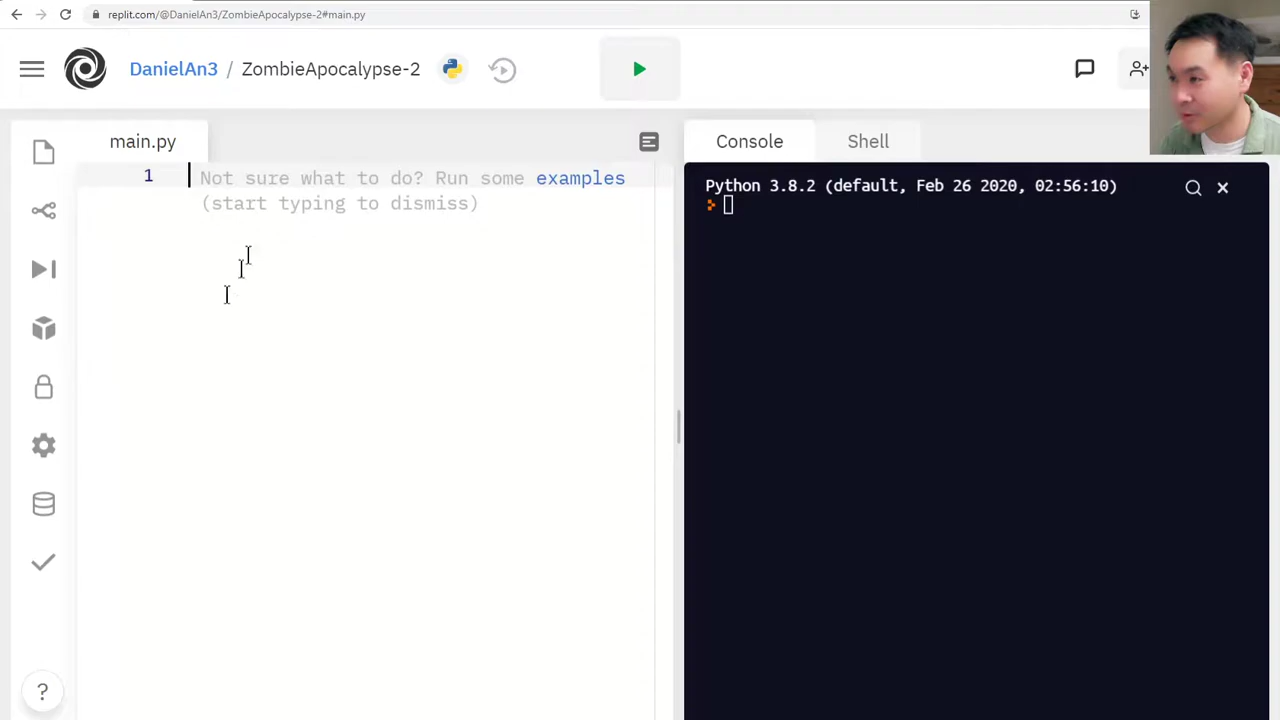 replit.com/@DanielAn3/ZombieApocalypse-2#main.py
DanielAn3 / ZombieApocalypse-2
main.py
Console
Shell
1
Not sure what to do? Run some examples
(start typing to dismiss)
Python 3.8.2 (default, Feb 26 2020, 02:56:10)
?